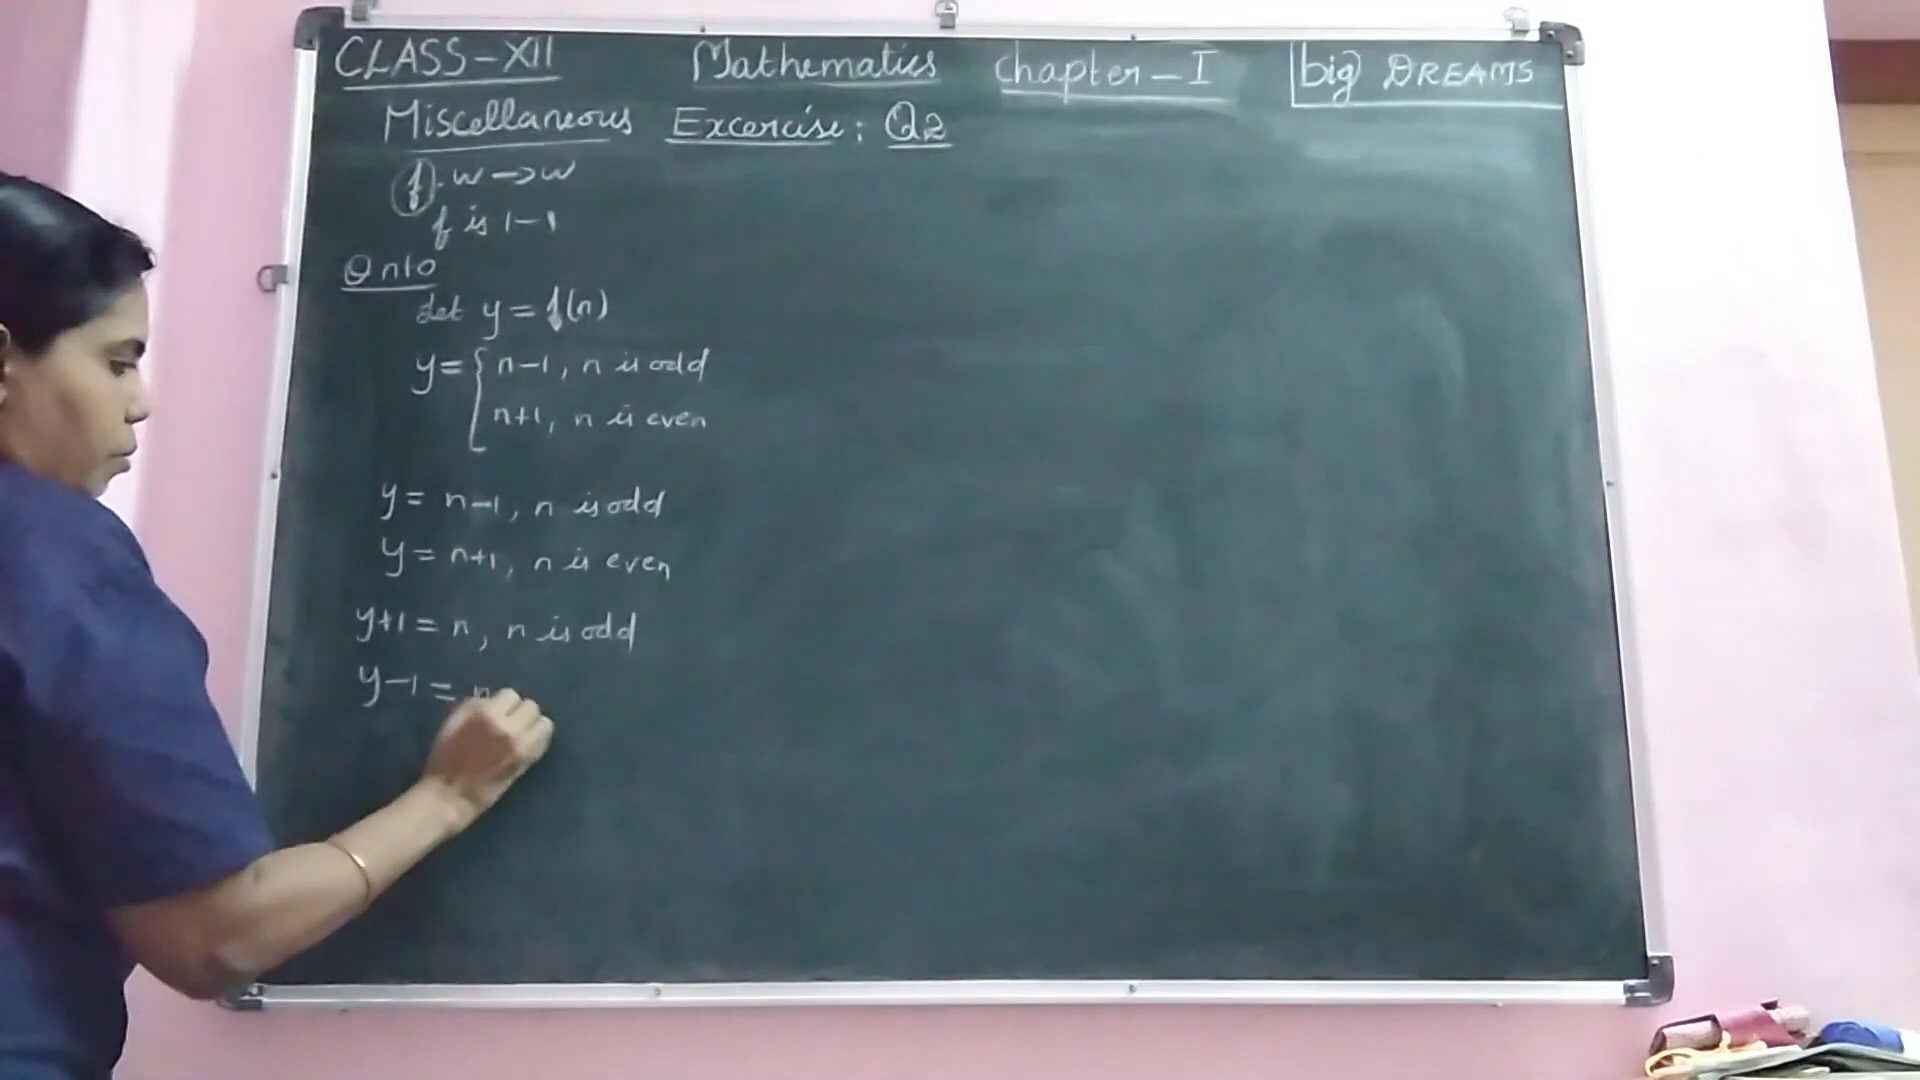 CLASS-XII Mathematics Chapter-I big DREAMS
Miscellaneous Excercise: Q2
f: W→W
f is 1-1
Onto
Let y = f(n)
y = { n-1, n is odd
n+1, n is even
y = n-1, n is odd
y = n+1, n is even
y+1 = n, n is odd
y-1 = n